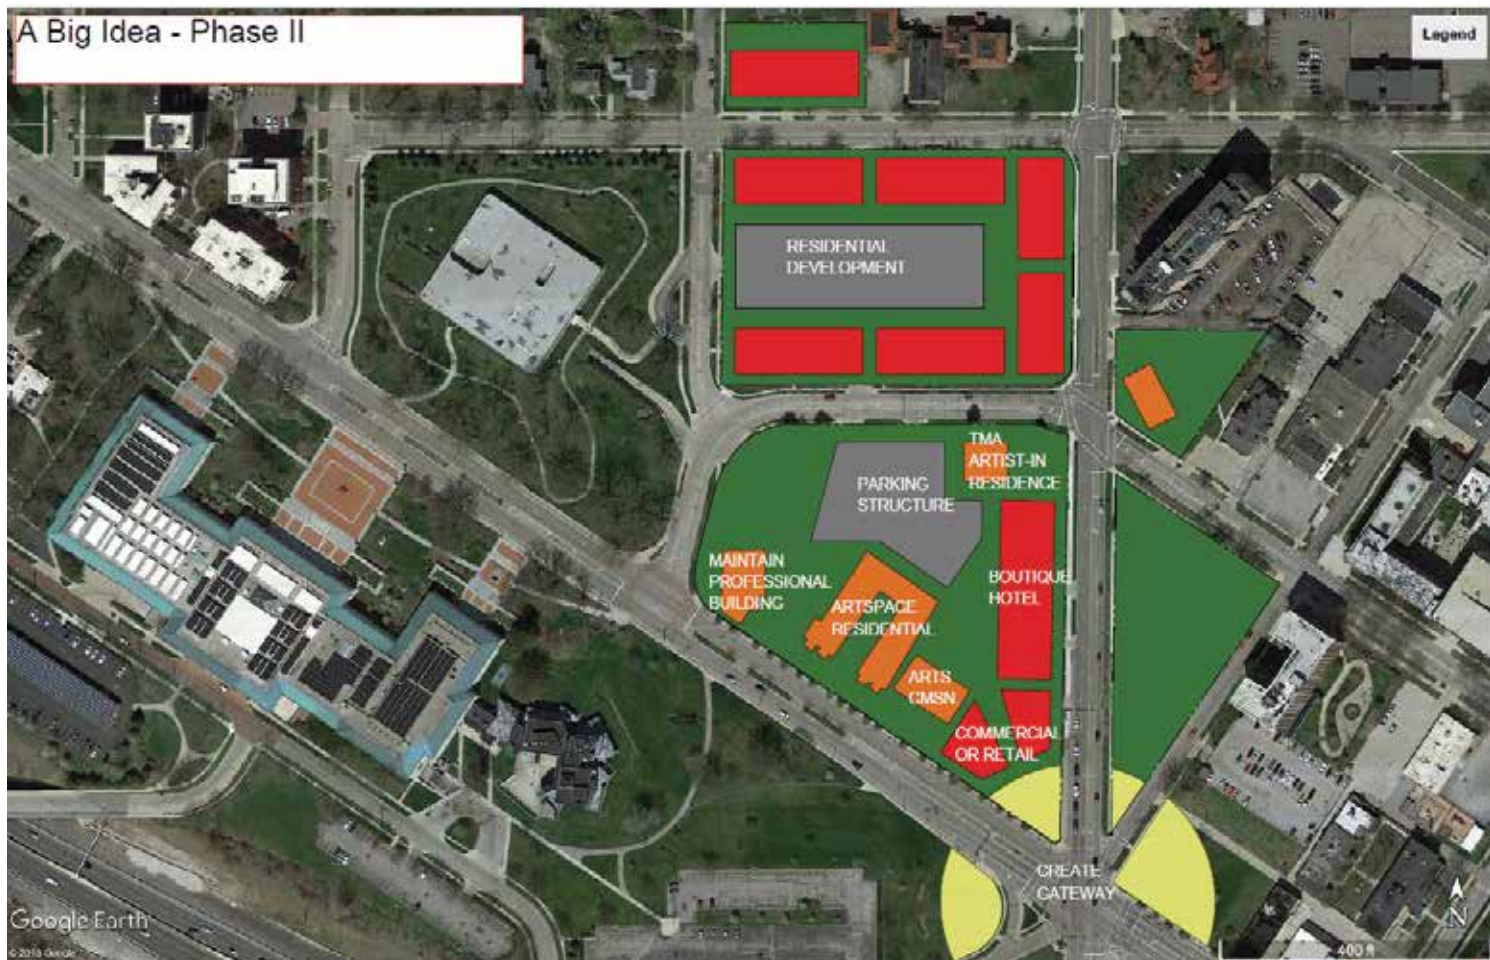 A Big Idea - Phase II
Legend
RESIDENTIAL
DEVELOPMENT
TMA
ARTIST-IN
RESIDENCE
PARKING
STRUCTURE
MAINTAIN
PROFESSIONAL
BUILDING
BOUTIQUE
HOTEL
ARTSPACE
RESIDENTIAL
ARTS
CMSN
COMMERCIAL
OR RETAIL
CREATE
GATEWAY
N
Google Earth
400 ft